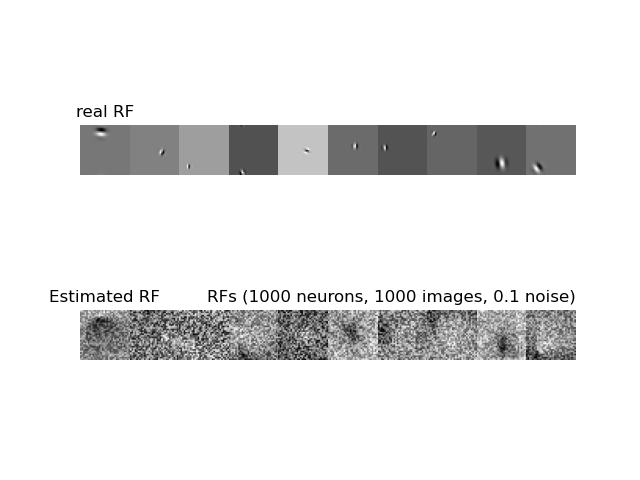 real RF
Estimated RF
RFs (1000 neurons, 1000 images, 0.1 noise)